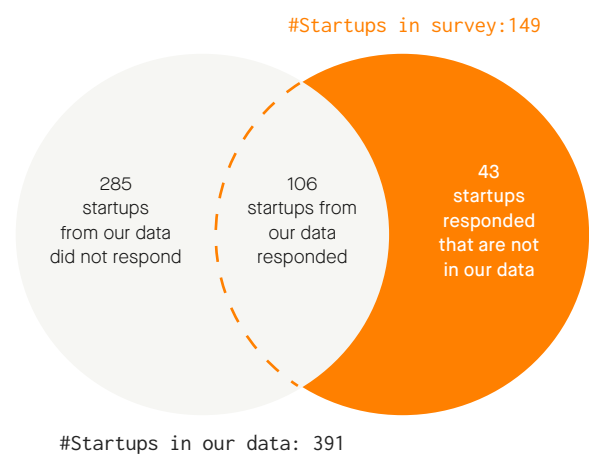 #Startups in survey:149
285
startups
from our data
did not respond
106
startups from
our data
responded
43
startups
responded
that are not
in our data
#Startups in our data: 391